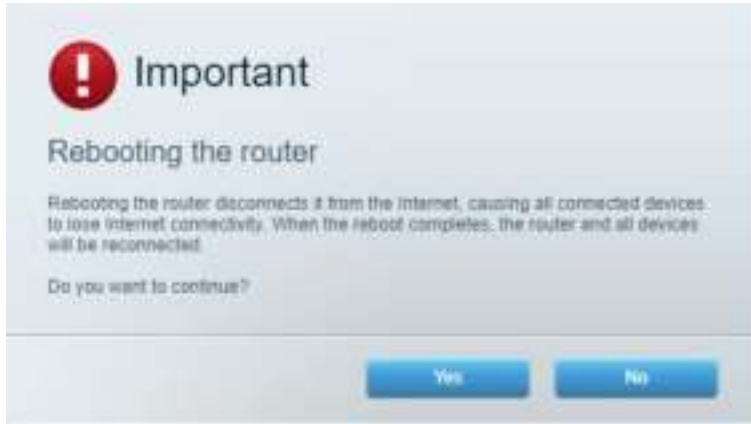 Important
Rebooting the router
Rebooting the router disconnects it from the Internet, causing all connected devices
to lose Internet connectivity. When the reboot completes, the router and all devices
will be reconnected.
Do you want to continue?
Yes
No